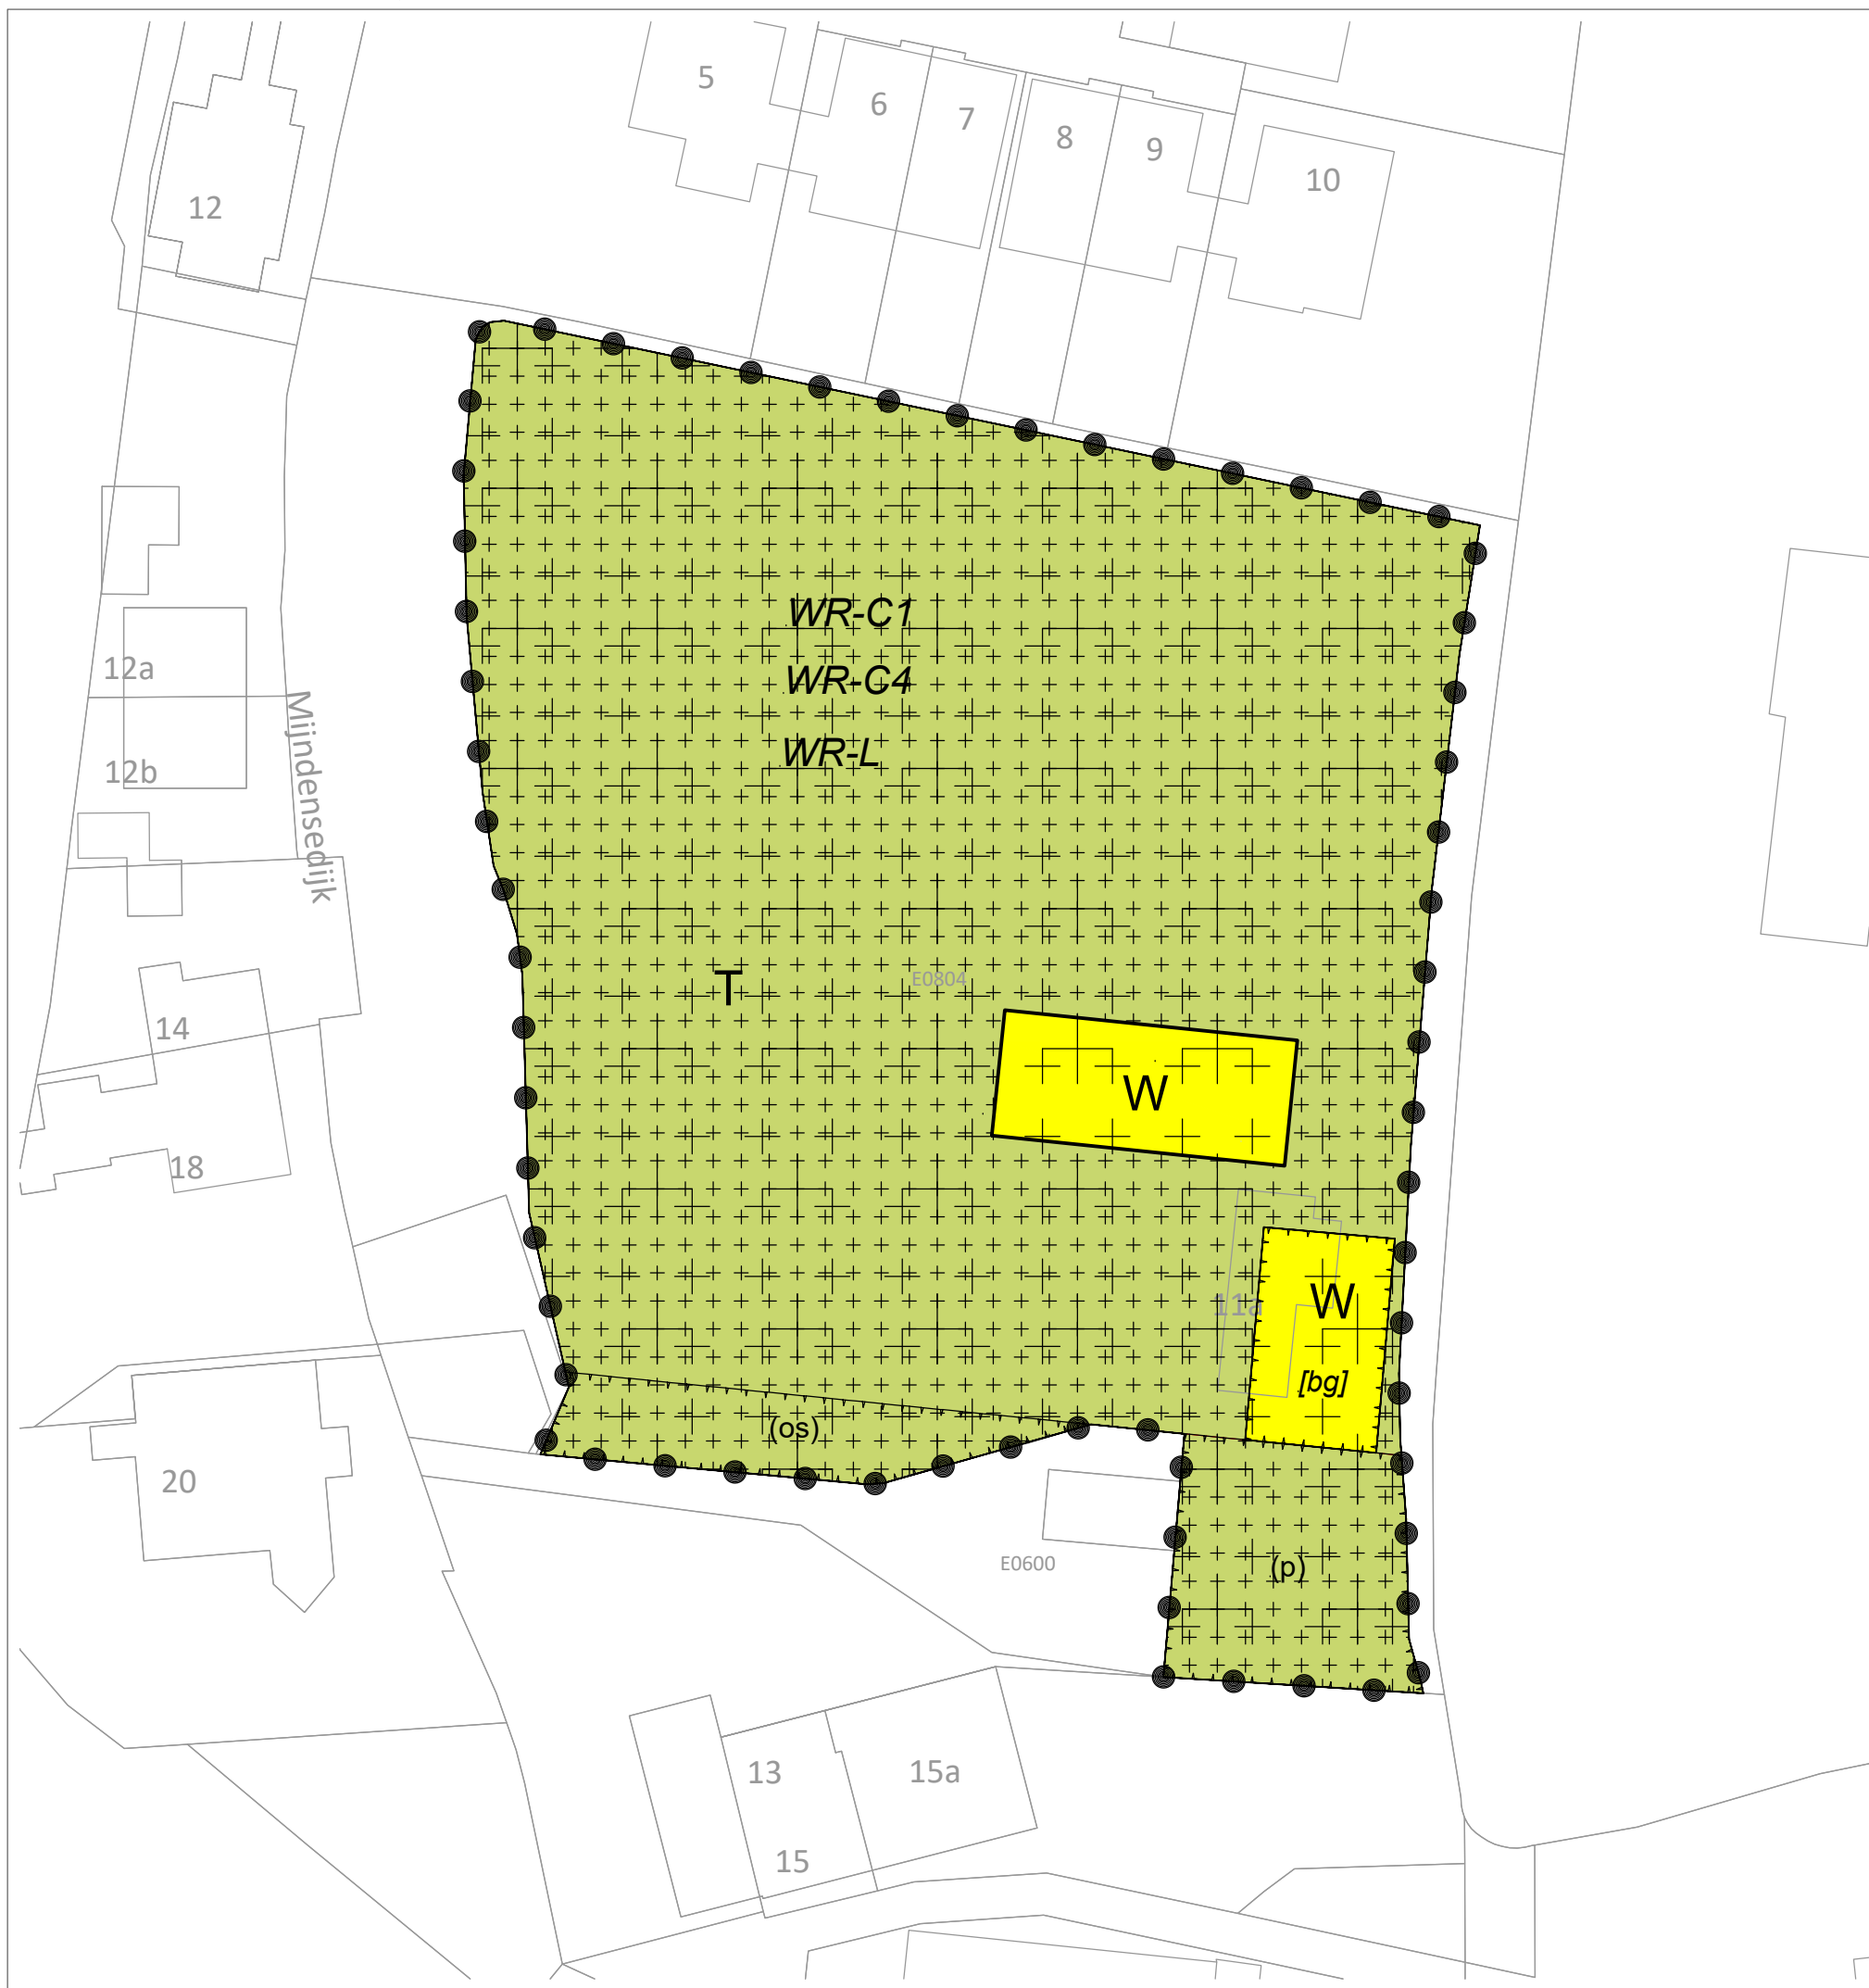 5
6
7
8
9
10
12
WR-C1
12a
WR-C4
WR-L
12b
Mijndensedijk
T
E0804
14
W
18
11a
W
[bg]
(os)
20
E0600
(p)
13
15a
15